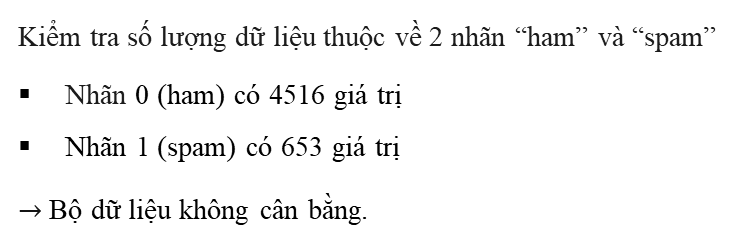 Kiểm tra số lượng dữ liệu thuộc về 2 nhãn “ham” và “spam”
▪ Nhãn 0 (ham) có 4516 giá trị
▪ Nhãn 1 (spam) có 653 giá trị
→ Bộ dữ liệu không cân bằng.